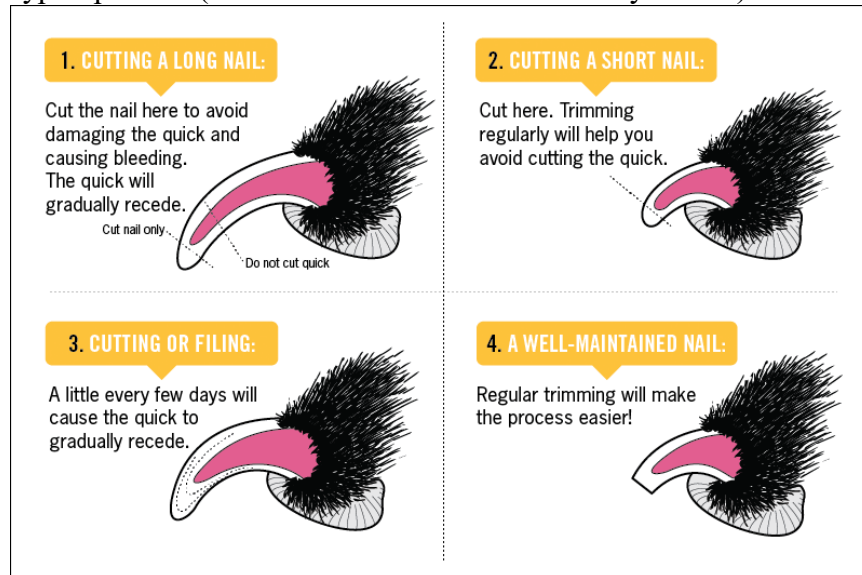 1. CUTTING A LONG NAIL:
Cut the nail here to avoid
damaging the quick and
causing bleeding.
The quick will
gradually recede.
Cut nail only
Do not cut quick
2. CUTTING A SHORT NAIL:
Cut here. Trimming
regularly will help you
avoid cutting the quick.
3. CUTTING OR FILING:
A little every few days will
cause the quick to
gradually recede.
4. A WELL-MAINTAINED NAIL:
Regular trimming will make
the process easier!